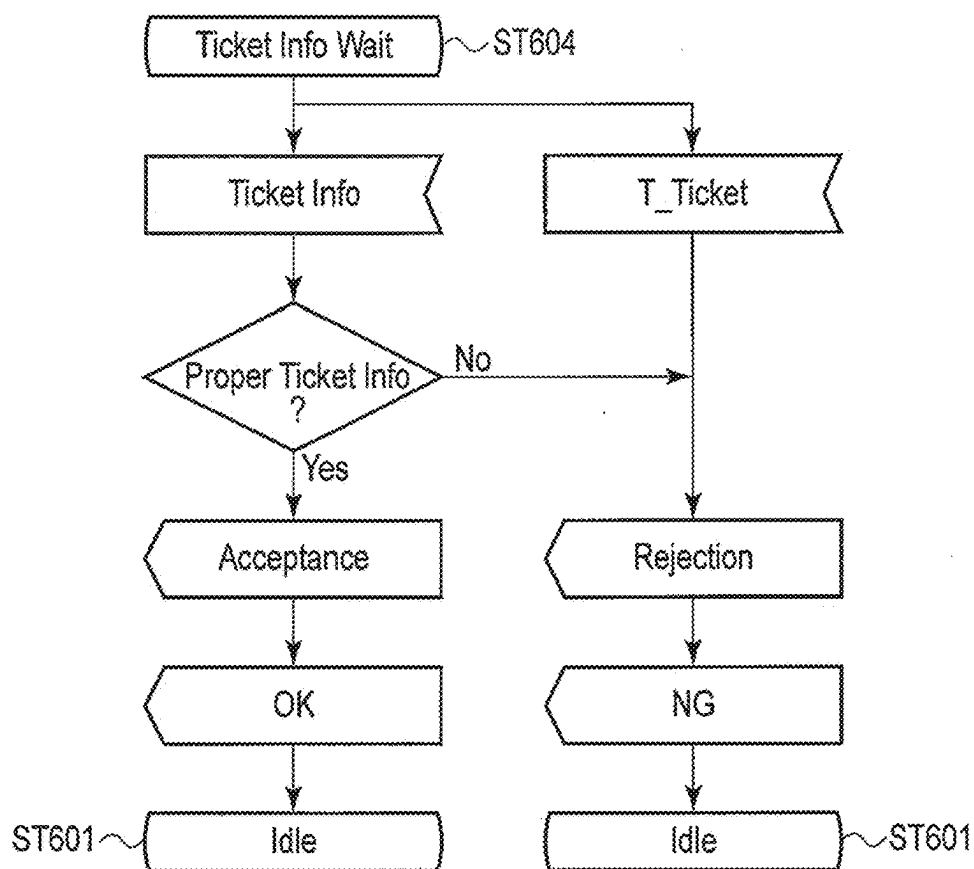 Ticket Info Wait
ST604
Ticket Info
T_Ticket
Proper Ticket Info
?
No
Yes
Acceptance
Rejection
OK
NG
ST601
Idle
Idle
ST601